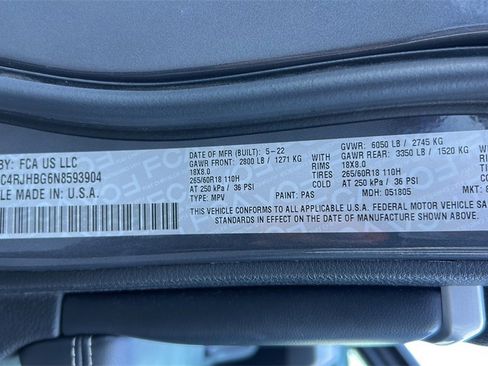 BY: FCA US LLC
C4RJHBG6N8593904
LE MADE IN U.S.A.
DATE OF MFR (BUILT): 5-22
GAWR FRONT: 2800 LB / 1271 KG
18X8.0 RIMS
265/60R18 110H TIRES
AT 250 kPa / 36 PSI
TYPE: MPV PAINT: PAS
GVWR: 6050 LB / 2745 KG
GAWR REAR: 3350 LB / 1520 KG
RIMS 18X8.0
TIRES 265/60R18 110H
AT 250 kPa / 36 PSI
MDH: 051805 MKT:
THIS VEHICLE CONFORMS TO ALL APPLICABLE U.S.A. FEDERAL MOTOR VEHICLE SA
STANDARDS IN EFFECT ON THE DATE OF MANUFACTURE SHOWN ABOVE.